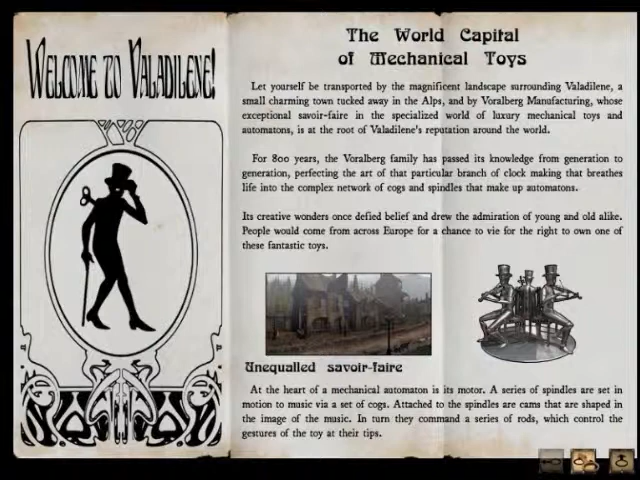 Welcome to Valadilene!
The World Capital
of Mechanical Toys
Let yourself be transported by the magnificent landscape surrounding Valadilene, a
small charming town tucked away in the Alps, and by Voralberg Manufacturing, whose
exceptional savoir-faire in the specialized world of luxury mechanical toys and
automatons, is at the root of Valadilene's reputation around the world.
For 800 years, the Voralberg family has passed its knowledge from generation to
generation, perfecting the art of that particular branch of clock making that breathes
life into the complex network of cogs and spindles that make up automatons.
Its creative wonders once defied belief and drew the admiration of young and old alike.
People would come from across Europe for a chance to vie for the right to own one of
these fantastic toys.
Unequalled savoir-faire
At the heart of a mechanical automaton is its motor. A series of spindles are set in
motion to music via a set of cogs. Attached to the spindles are cams that are shaped in
the image of the music. In turn they command a series of rods, which control the
gestures of the toy at their tips.